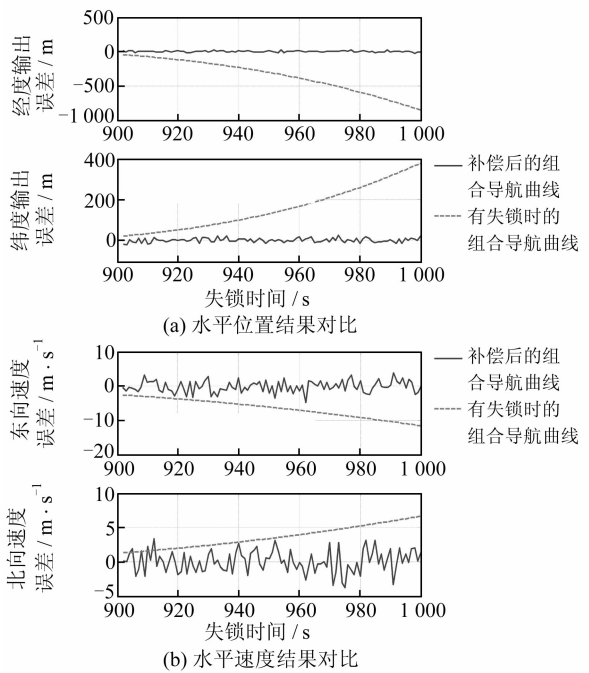 500
0
−500
−1 000
经度输出
误差 / m
900 920 940 960 980 1 000
400
200
0
纬度输出
误差 / m
900 920 940 960 980 1 000
失锁时间 / s
补偿后的组
合导航曲线
有失锁时的
组合导航曲线
(a) 水平位置结果对比
10
0
−10
−20
东向速度
误差 / m · s⁻¹
900 920 940 960 980 1 000
补偿后的组
合导航曲线
有失锁时的
组合导航曲线
10
5
0
−5
北向速度
误差 / m · s⁻¹
900 920 940 960 980 1 000
失锁时间 / s
(b) 水平速度结果对比